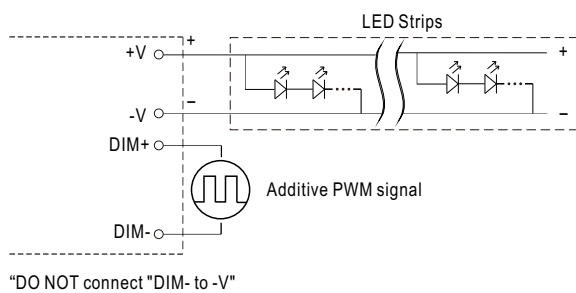 LED Strips
+V
+
+
-V
–
–
DIM+
Additive PWM signal
DIM-
“DO NOT connect "DIM- to -V"